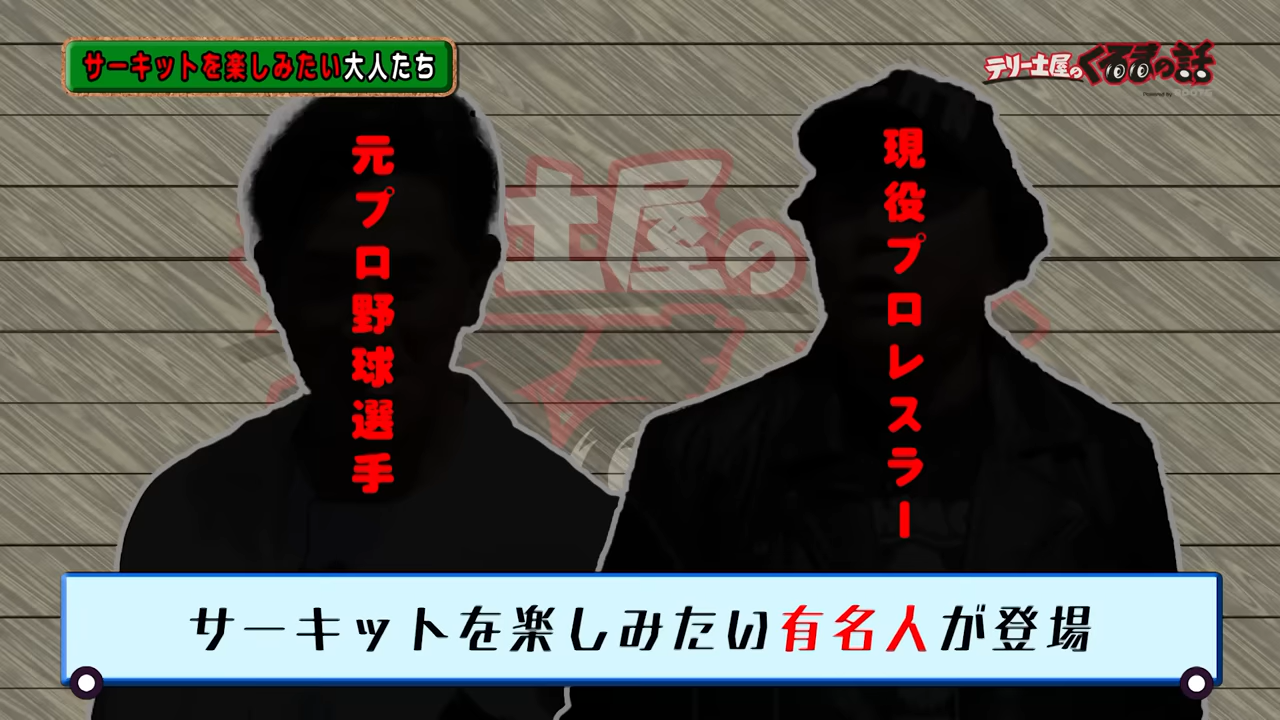 サーキットを楽しみたい大人たち
テリー土屋のくるまの話
元プロ野球選手
現役プロレスラー
土屋の
サーキットを楽しみたい有名人が登場